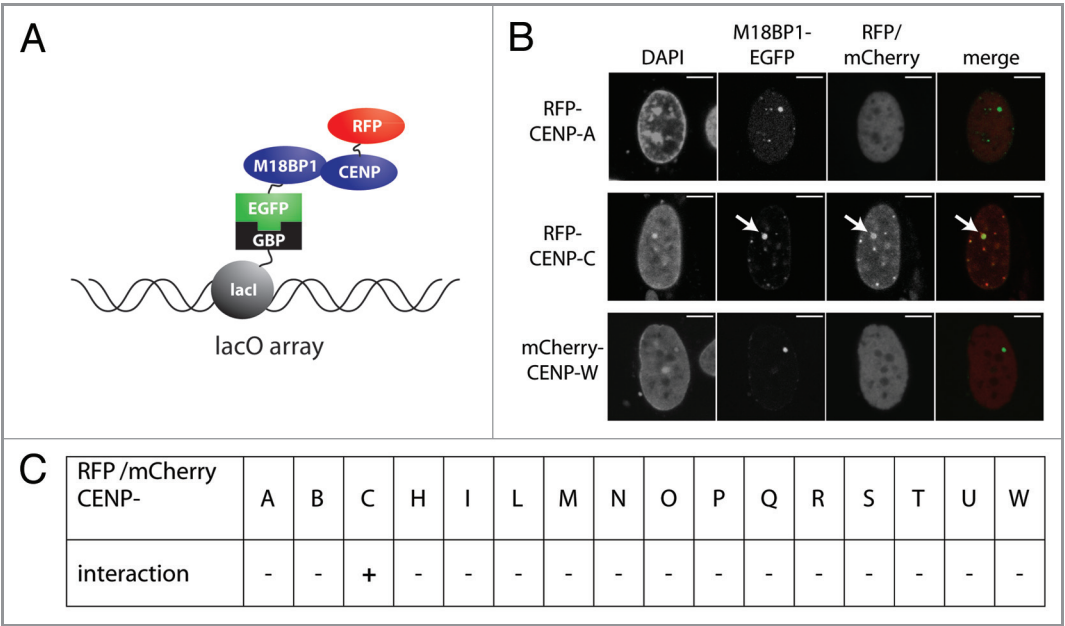 A
RFP
M18BP1
CENP
EGFP
GBP
lacI
lacO array
B
DAPI
M18BP1-
EGFP
RFP/
mCherry
merge
RFP-
CENP-A
RFP-
CENP-C
mCherry-
CENP-W
C
RFP /mCherry
CENP-
A B C H I L M N O P Q R S T U W
interaction - - + - - - - - - - - - - - - -